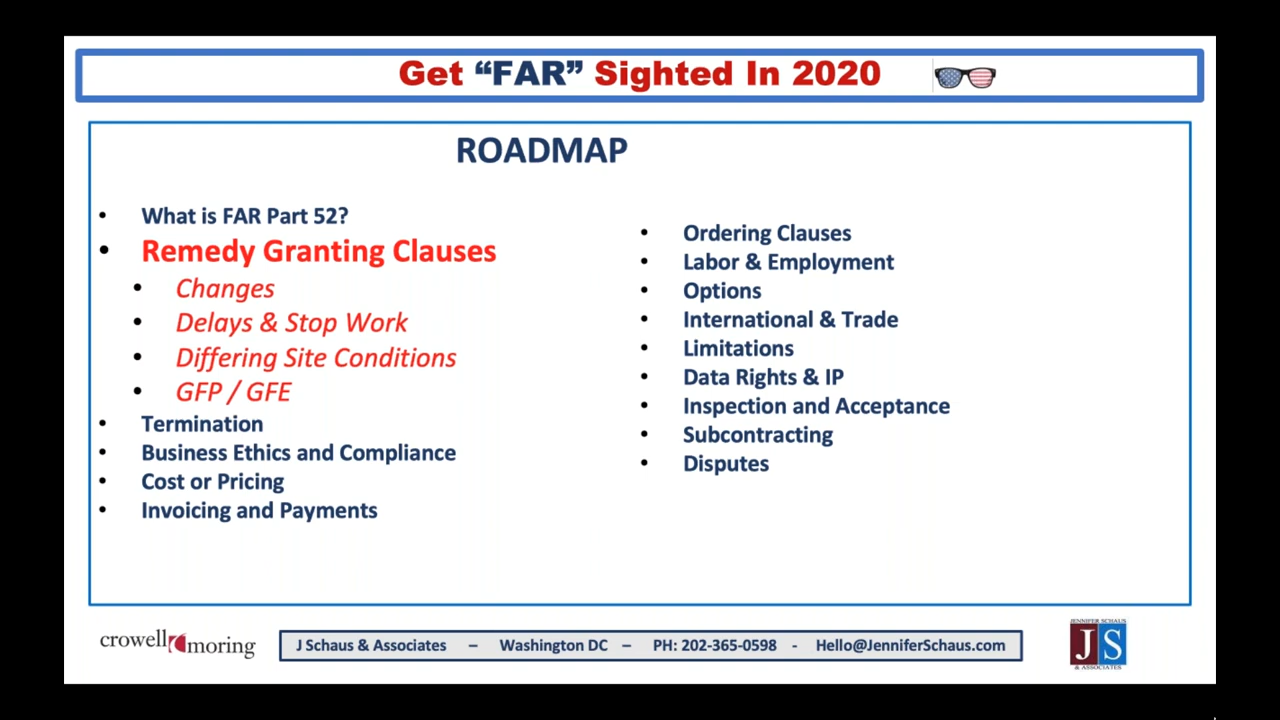 Get “FAR” Sighted In 2020
ROADMAP
• What is FAR Part 52?
• Remedy Granting Clauses
• Changes
• Delays & Stop Work
• Differing Site Conditions
• GFP / GFE
• Termination
• Business Ethics and Compliance
• Cost or Pricing
• Invoicing and Payments
• Ordering Clauses
• Labor & Employment
• Options
• International & Trade
• Limitations
• Data Rights & IP
• Inspection and Acceptance
• Subcontracting
• Disputes
crowell moring
J Schaus & Associates – Washington DC – PH: 202-365-0598 - Hello@JenniferSchaus.com
JENNIFER SCHAUS
J S
& ASSOCIATES